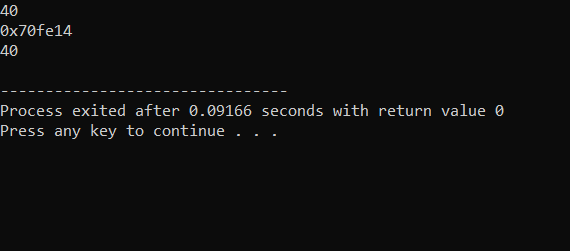 40
0x70fe14
40
--------------------------------
Process exited after 0.09166 seconds with return value 0
Press any key to continue . . .